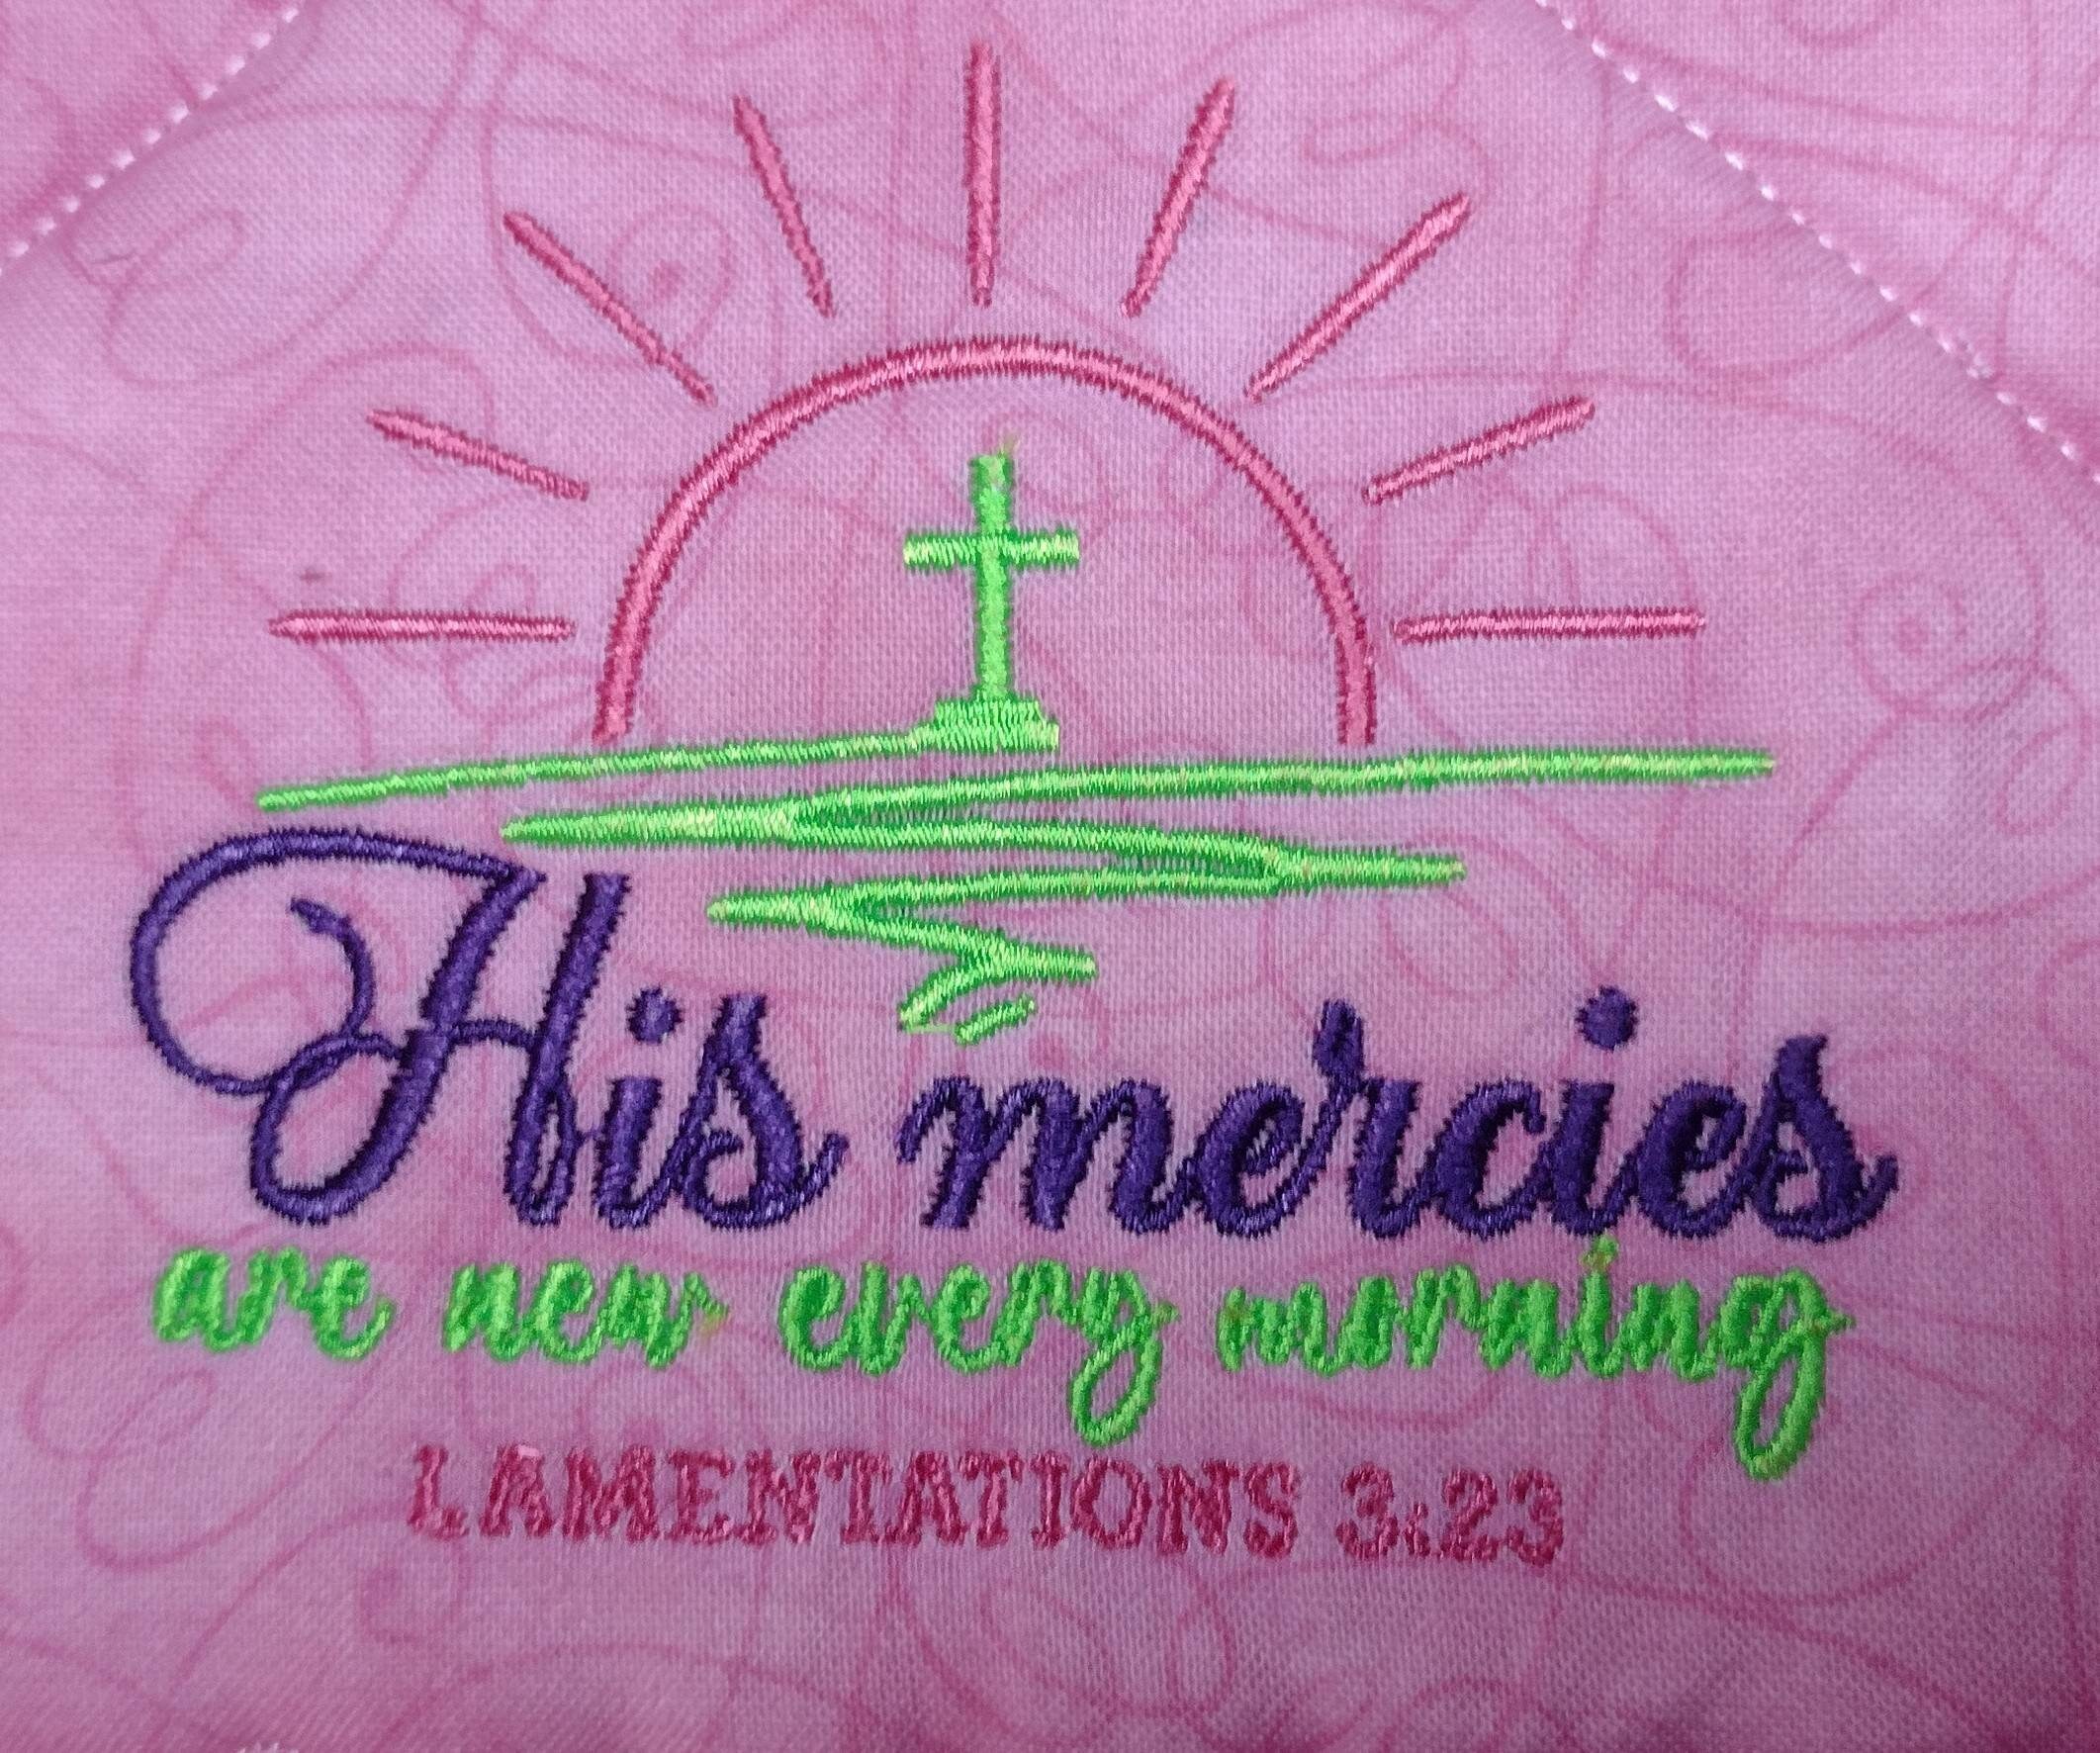 His mercies
are new every morning
LAMENTATIONS 3:23